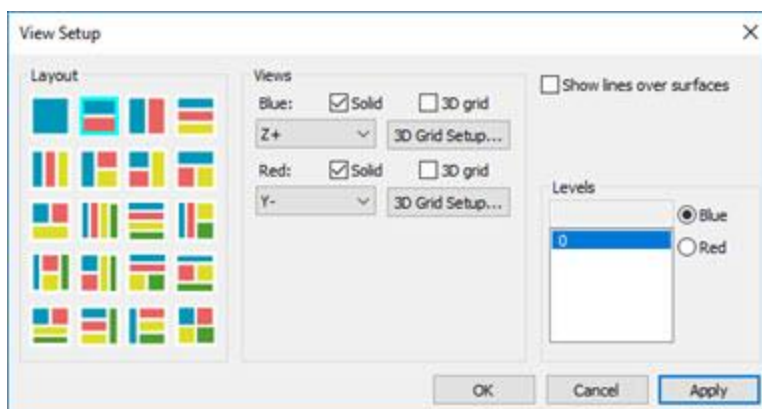 View Setup
Layout
Views
Blue: Solid 3D grid
Z+ 3D Grid Setup...
Red: Solid 3D grid
Y- 3D Grid Setup...
Show lines over surfaces
Levels
Blue
0
Red
OK Cancel Apply